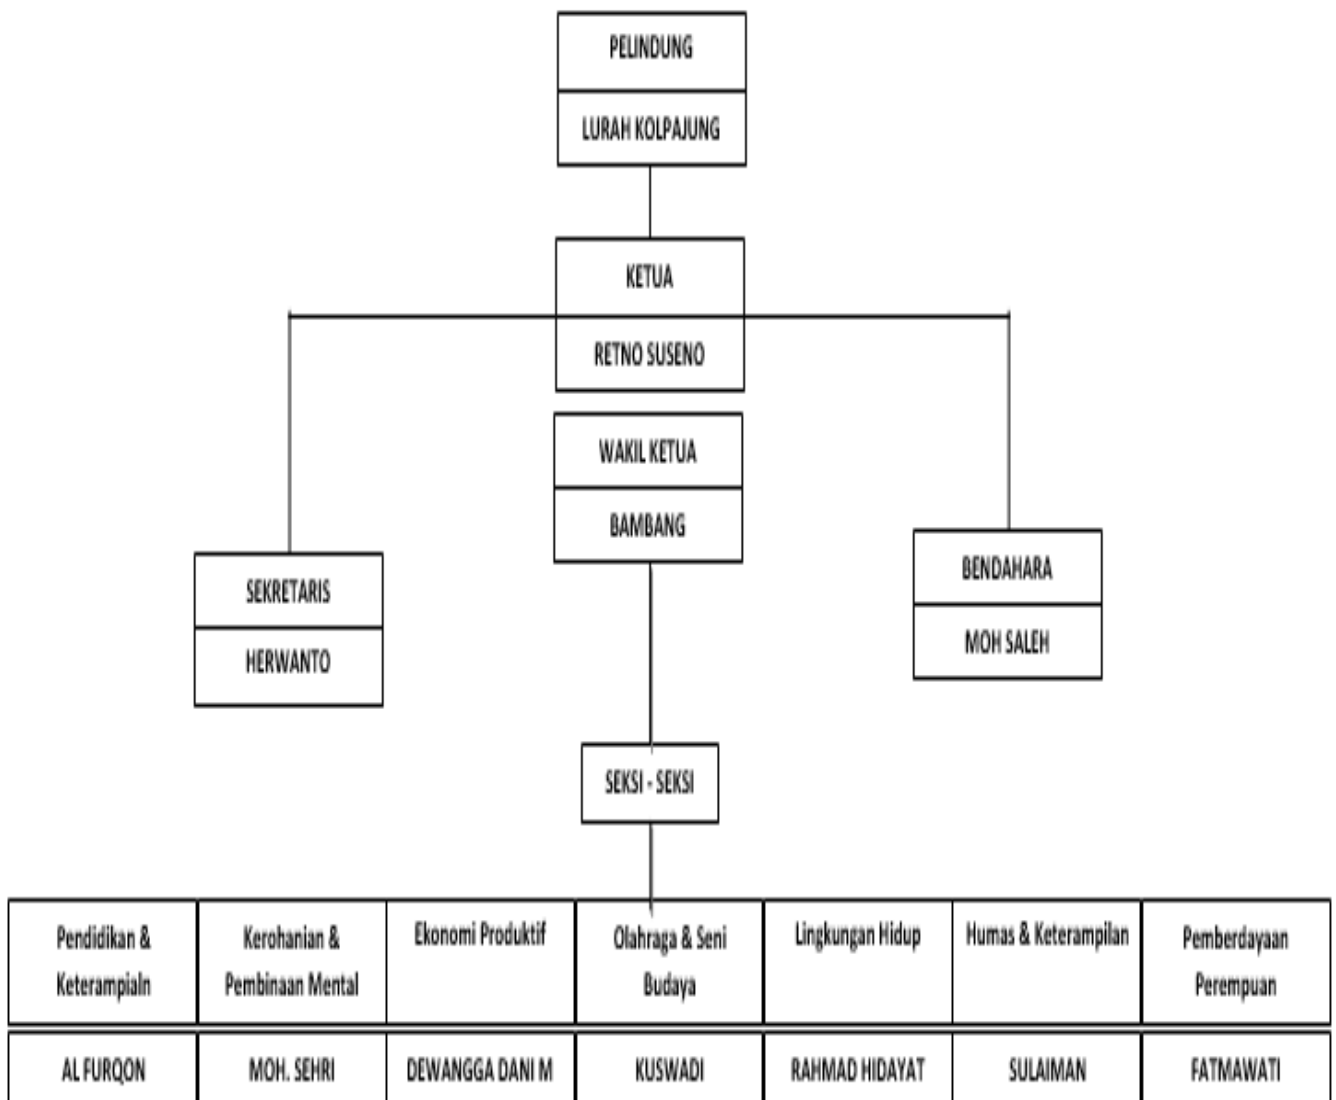 PELINDUNG
LURAH KOLPAJUNG
KETUA
RETNO SUSENO
WAKIL KETUA
BAMBANG
SEKRETARIS
HERWANTO
BENDAHARA
MOH SALEH
SEKSI - SEKSI
Pendidikan &
Keterampialn
Kerohanian &
Pembinaan Mental
Ekonomi Produktif
Olahraga & Seni
Budaya
Lingkungan Hidup
Humas & Keterampilan
Pemberdayaan
Perempuan
AL FURQON
MOH. SEHRI
DEWANGGA DANI M
KUSWADI
RAHMAD HIDAYAT
SULAIMAN
FATMAWATI